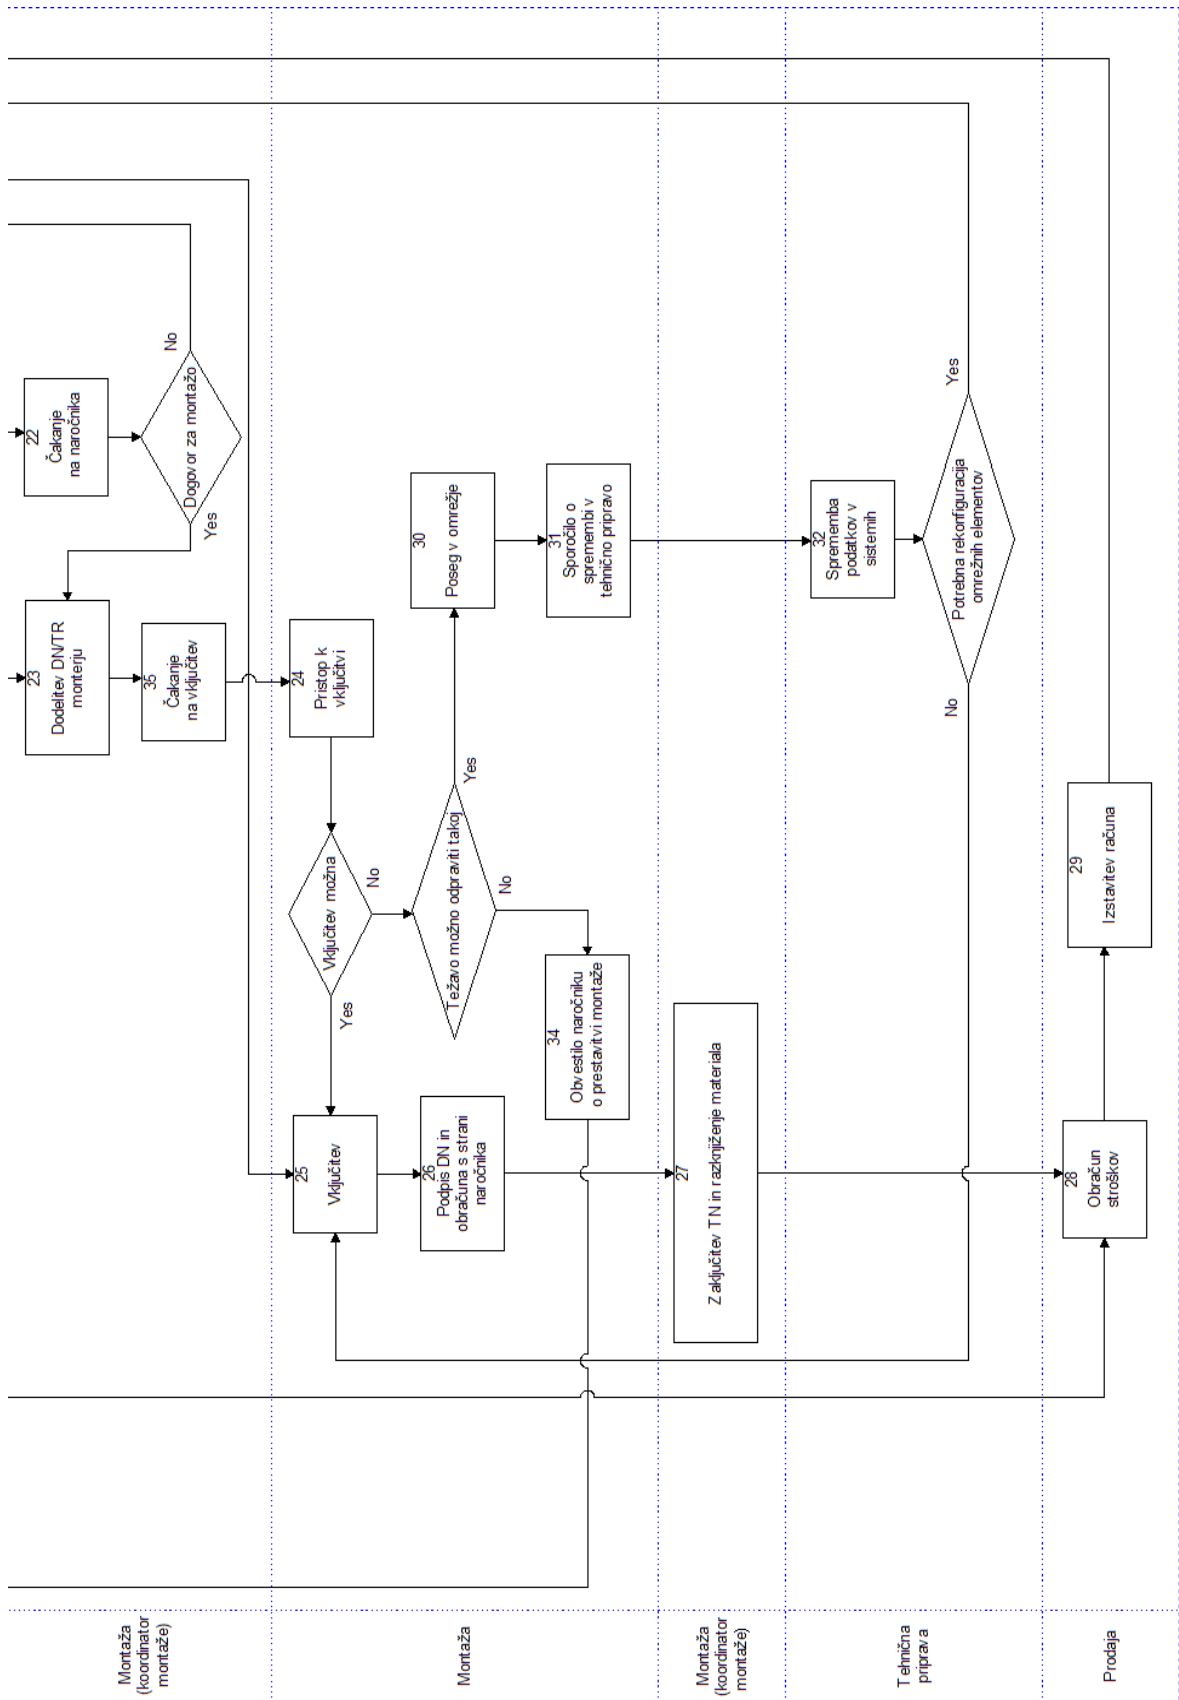 Montaža
(koordinator
montaže)
22
Čakanje
na naročnika
Dogovor za montažo
No
Yes
23
Dodelitev DN/TR
monterju
35
Čakanje
na vključitev
Montaža
24
Pristop k
vključitvi
Vključitev možna
Yes
No
25
Vključitev
Težavo možno odpraviti takoj
Yes
No
26
Podpis DN in
obračuna s strani
naročnika
30
Poseg v omrežje
31
Sporočilo o
spremembi v
tehnično pripravo
34
Obvestilo naročniku
o prestavitvi montaže
Montaža
(koordinator
montaže)
27
Zaključitev TN in razknjiženje materiala
Tehnična
priprava
32
Sprememba
podatkov v
sistemih
Potrebna rekonfiguracija
omrežnih elementov
Yes
No
Prodaja
28
Obračun
stroškov
29
Izstavitev računa